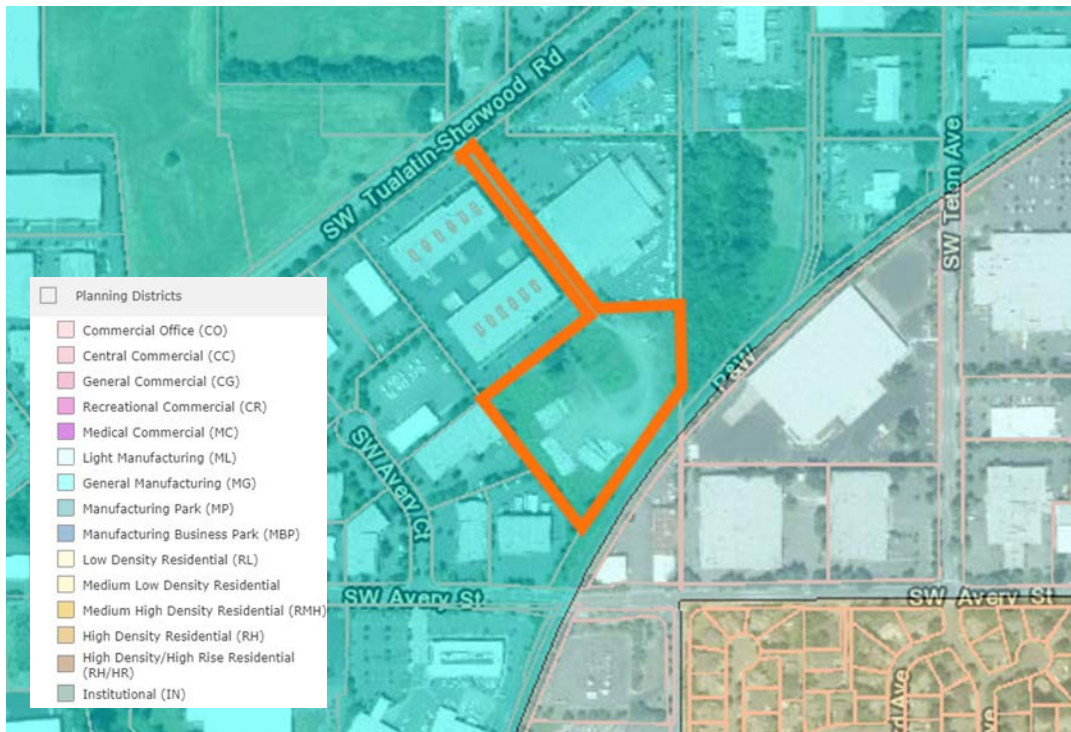 SW Tualatin-Sherwood Rd
SW Teton Ave
P&W
SW Avery Ct
SW Avery St
SW Avery St
rd Ave
ve
Planning Districts
Commercial Office (CO)
Central Commercial (CC)
General Commercial (CG)
Recreational Commercial (CR)
Medical Commercial (MC)
Light Manufacturing (ML)
General Manufacturing (MG)
Manufacturing Park (MP)
Manufacturing Business Park (MBP)
Low Density Residential (RL)
Medium Low Density Residential
Medium High Density Residential (RMH)
High Density Residential (RH)
High Density/High Rise Residential
(RH/HR)
Institutional (IN)